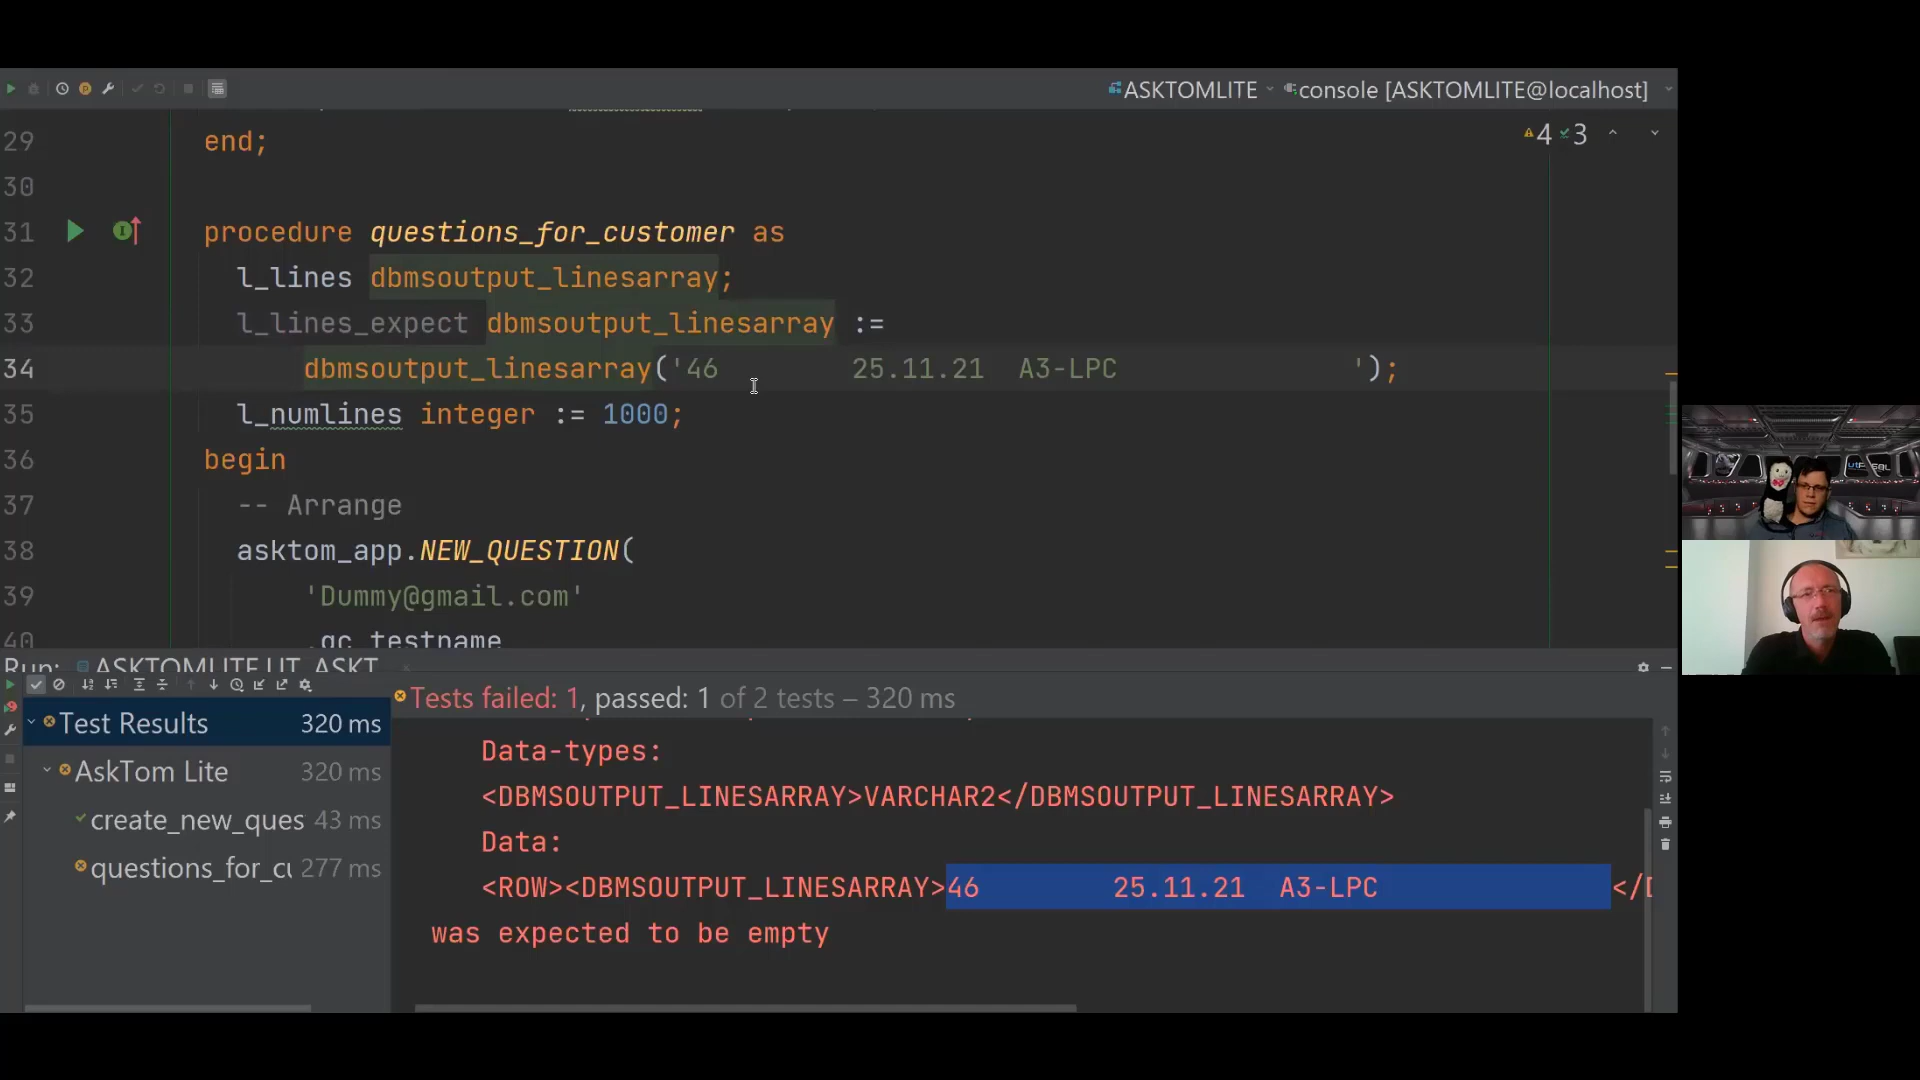 ASKTOMLITE console [ASKTOMLITE@localhost]
4 3
29 end;
30
31 procedure questions_for_customer as
32 l_lines dbmsoutput_linesarray;
33 l_lines_expect dbmsoutput_linesarray :=
34 dbmsoutput_linesarray('46        25.11.21  A3-LPC              ');
35 l_numlines integer := 1000;
36 begin
37 -- Arrange
38 asktom_app.NEW_QUESTION(
39 'Dummy@gmail.com'
40 ,gc_testname
Run: ASKTOMLITE.UT_ASKT
Tests failed: 1, passed: 1 of 2 tests – 320 ms
Test Results 320 ms
AskTom Lite 320 ms
create_new_ques 43 ms
questions_for_cu 277 ms
Data-types:
<DBMSOUTPUT_LINESARRAY>VARCHAR2</DBMSOUTPUT_LINESARRAY>
Data:
<ROW><DBMSOUTPUT_LINESARRAY>46        25.11.21  A3-LPC              </D
was expected to be empty